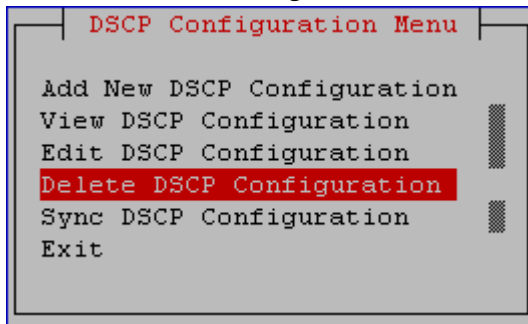 DSCP Configuration Menu
Add New DSCP Configuration
View DSCP Configuration
Edit DSCP Configuration
Delete DSCP Configuration
Sync DSCP Configuration
Exit